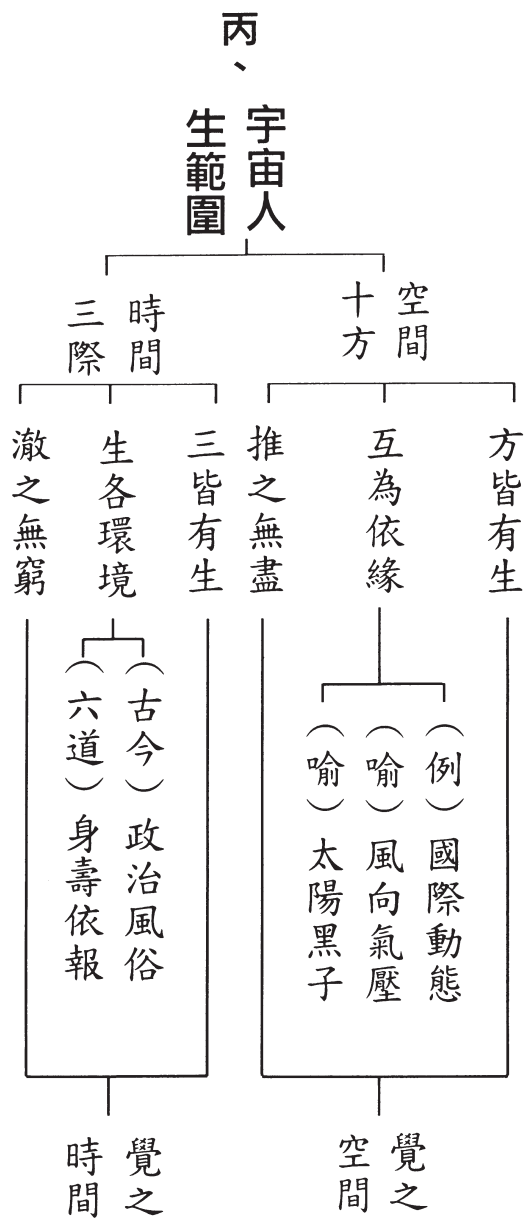 丙、
宇宙人
生範圍
空間
十方
方皆有生
互為依緣
(例)國際動態
(喻)風向氣壓
(喻)太陽黑子
推之無盡
覺之
空間
時間
三際
三皆有生
生各環境
(古今)政治風俗
(六道)身壽依報
澈之無窮
覺之
時間